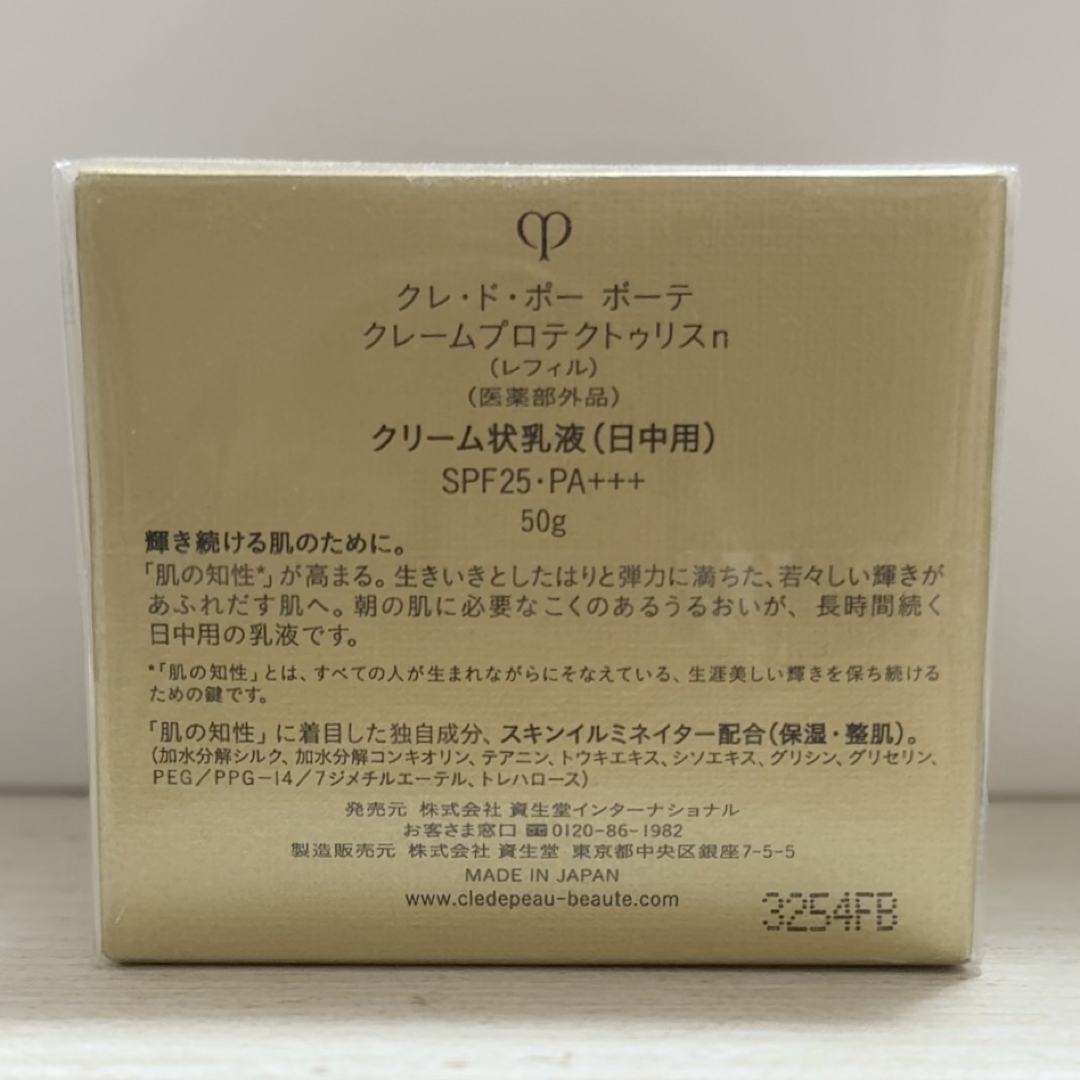 クレ・ド・ポー ボーテ
クレームプロテクトゥリスn
(レフィル)
(医薬部外品)
クリーム状乳液(日中用)
SPF25・PA+++
50g
輝き続ける肌のために。
「肌の知性*」が高まる。生きいきとしたはりと弾力に満ちた、若々しい輝きが
あふれだす肌へ。朝の肌に必要なこくのあるうるおいが、長時間続く
日中用の乳液です。
*「肌の知性」とは、すべての人が生まれながらにそなえている、生涯美しい輝きを保ち続ける
ための鍵です。
「肌の知性」に着目した独自成分、スキンイルミネイター配合(保湿・整肌)。
(加水分解シルク、加水分解コンキオリン、テアニン、トウキエキス、シソエキス、グリシン、グリセリン、
PEG/PPG-14/7ジメチルエーテル、トレハロース)
発売元 株式会社 資生堂インターナショナル
お客さま窓口 0120-86-1982
製造販売元 株式会社 資生堂 東京都中央区銀座7-5-5
MADE IN JAPAN
www.cledepeau-beaute.com
3254FB